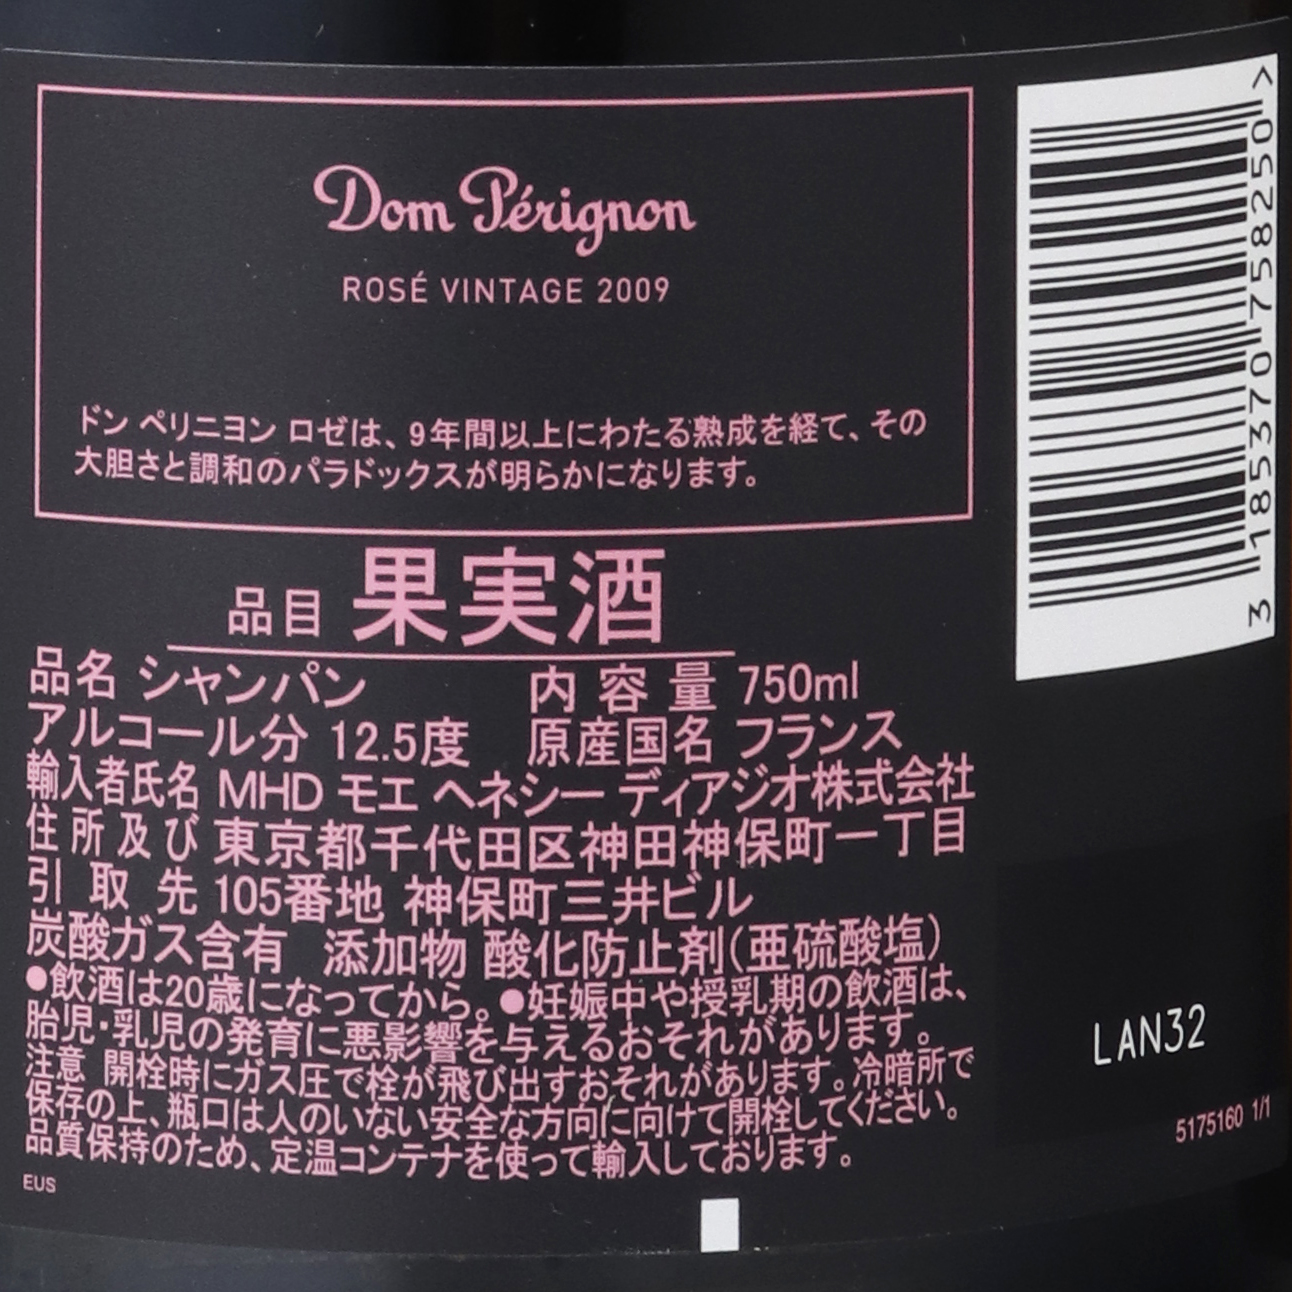 Dom Pérignon
ROSÉ VINTAGE 2009
ドン ペリニヨン ロゼは、9年間以上にわたる熟成を経て、その
大胆さと調和のパラドックスが明らかになります。
品目 果実酒
品名 シャンパン 内容量 750ml
アルコール分 12.5度 原産国名 フランス
輸入者氏名 MHD モエ ヘネシー ディアジオ株式会社
住所及び 東京都千代田区神田神保町一丁目
引取先 105番地 神保町三井ビル
炭酸ガス含有 添加物 酸化防止剤(亜硫酸塩)
●飲酒は20歳になってから。●妊娠中や授乳期の飲酒は、
胎児・乳児の発育に悪影響を与えるおそれがあります。
注意 開栓時にガス圧で栓が飛び出すおそれがあります。冷暗所で
保存の上、瓶口は人のいない安全な方向に向けて開栓してください。
品質保持のため、定温コンテナを使って輸入しております。
EUS
3 185370 758250 >
LAN32
5175160 1/1